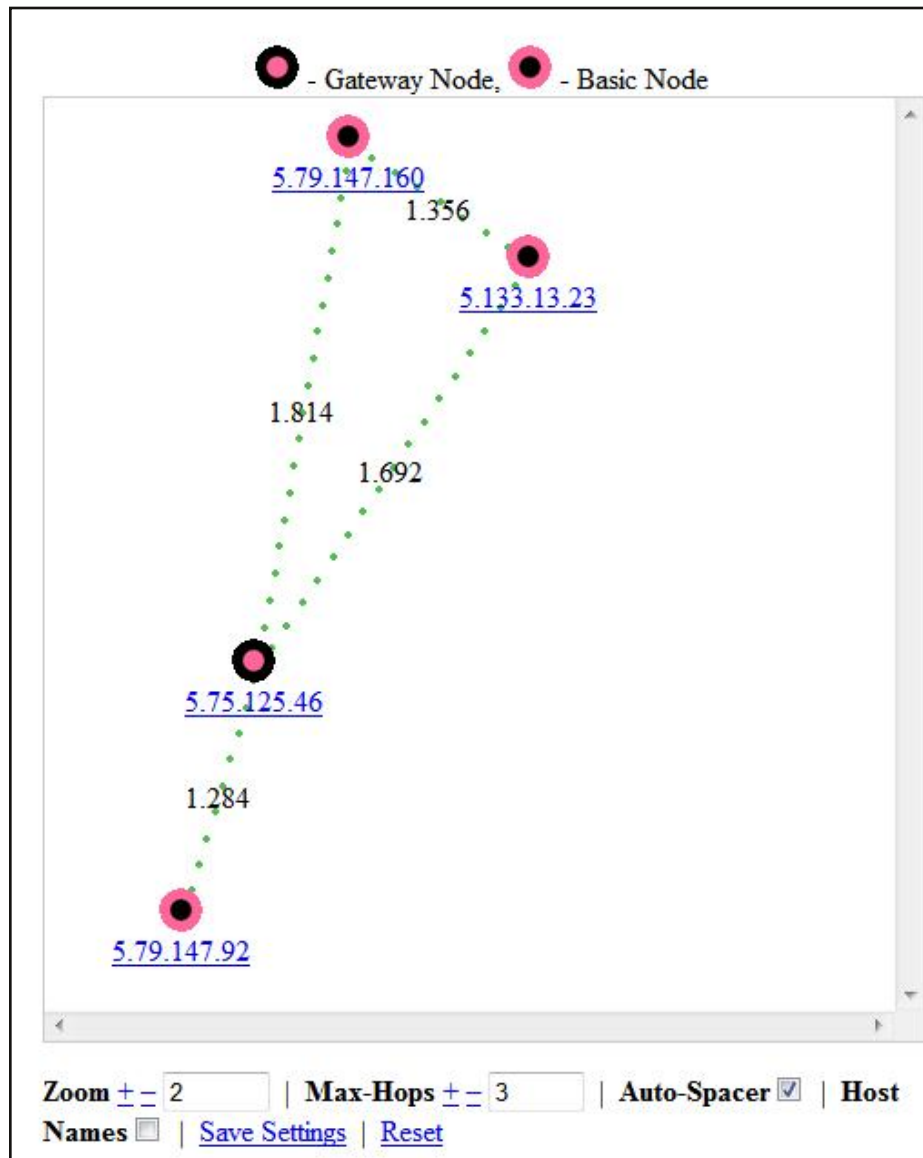 - Gateway Node, - Basic Node
5.79.147.160
1.356
5.133.13.23
1.814
1.692
5.75.125.46
1.284
5.79.147.92
Zoom + - 2 | Max-Hops + - 3 | Auto-Spacer | Host
Names | Save Settings | Reset